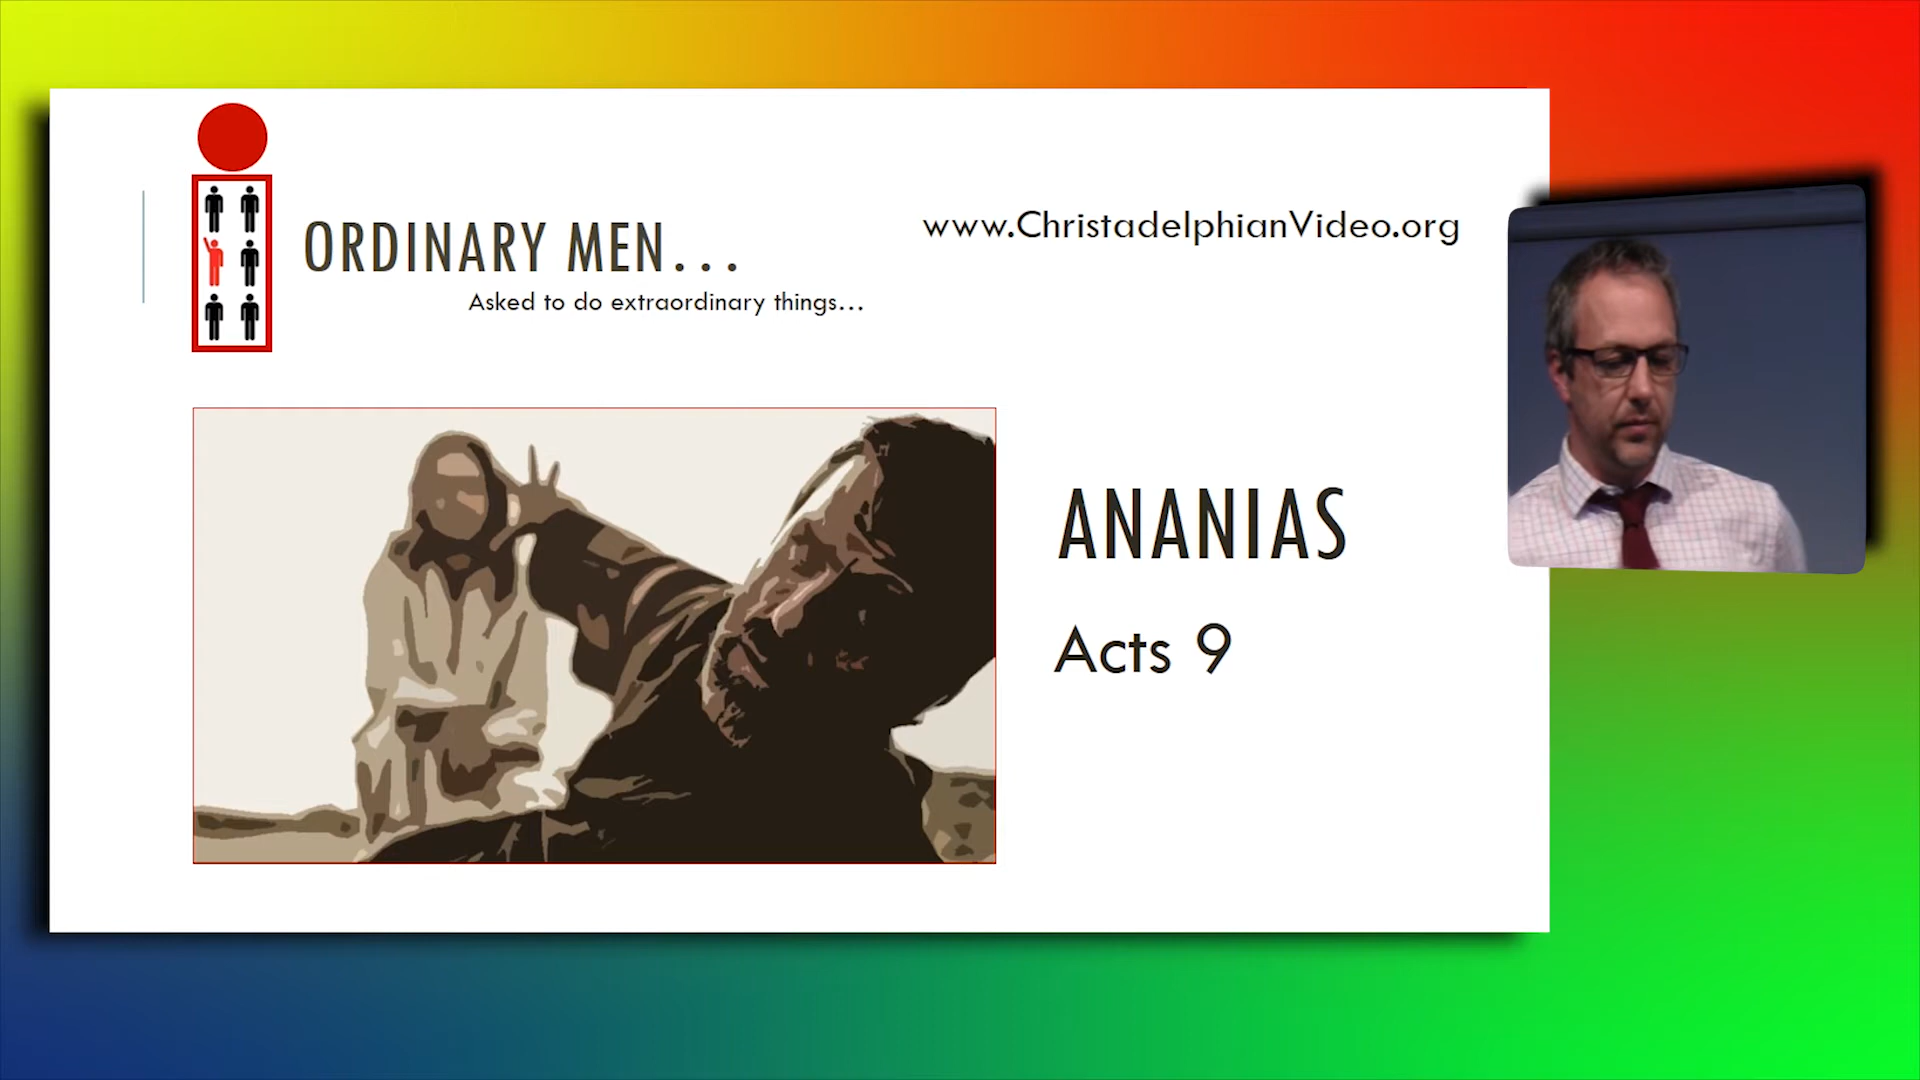 ORDINARY MEN...
www.ChristadelphianVideo.org
Asked to do extraordinary things...
ANANIAS
Acts 9